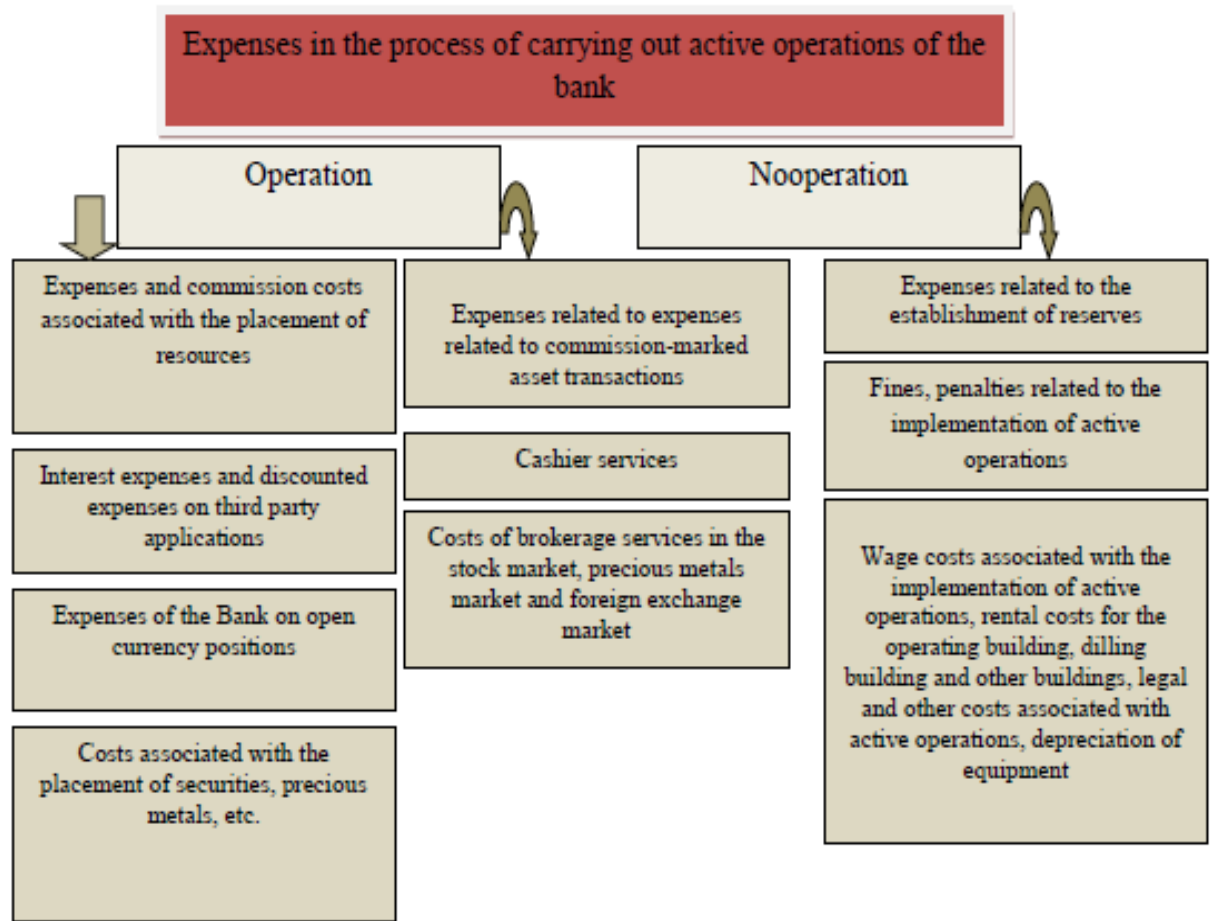 Expenses in the process of carrying out active operations of the
bank
Operation
Nooperation
Expenses and commission costs
associated with the placement of
resources
Interest expenses and discounted
expenses on third party
applications
Expenses of the Bank on open
currency positions
Costs associated with the
placement of securities, precious
metals, etc.
Expenses related to expenses
related to commission-marked
asset transactions
Cashier services
Costs of brokerage services in the
stock market, precious metals
market and foreign exchange
market
Expenses related to the
establishment of reserves
Fines, penalties related to the
implementation of active
operations
Wage costs associated with the
implementation of active
operations, rental costs for the
operating building, dilling
building and other buildings, legal
and other costs associated with
active operations, depreciation of
equipment